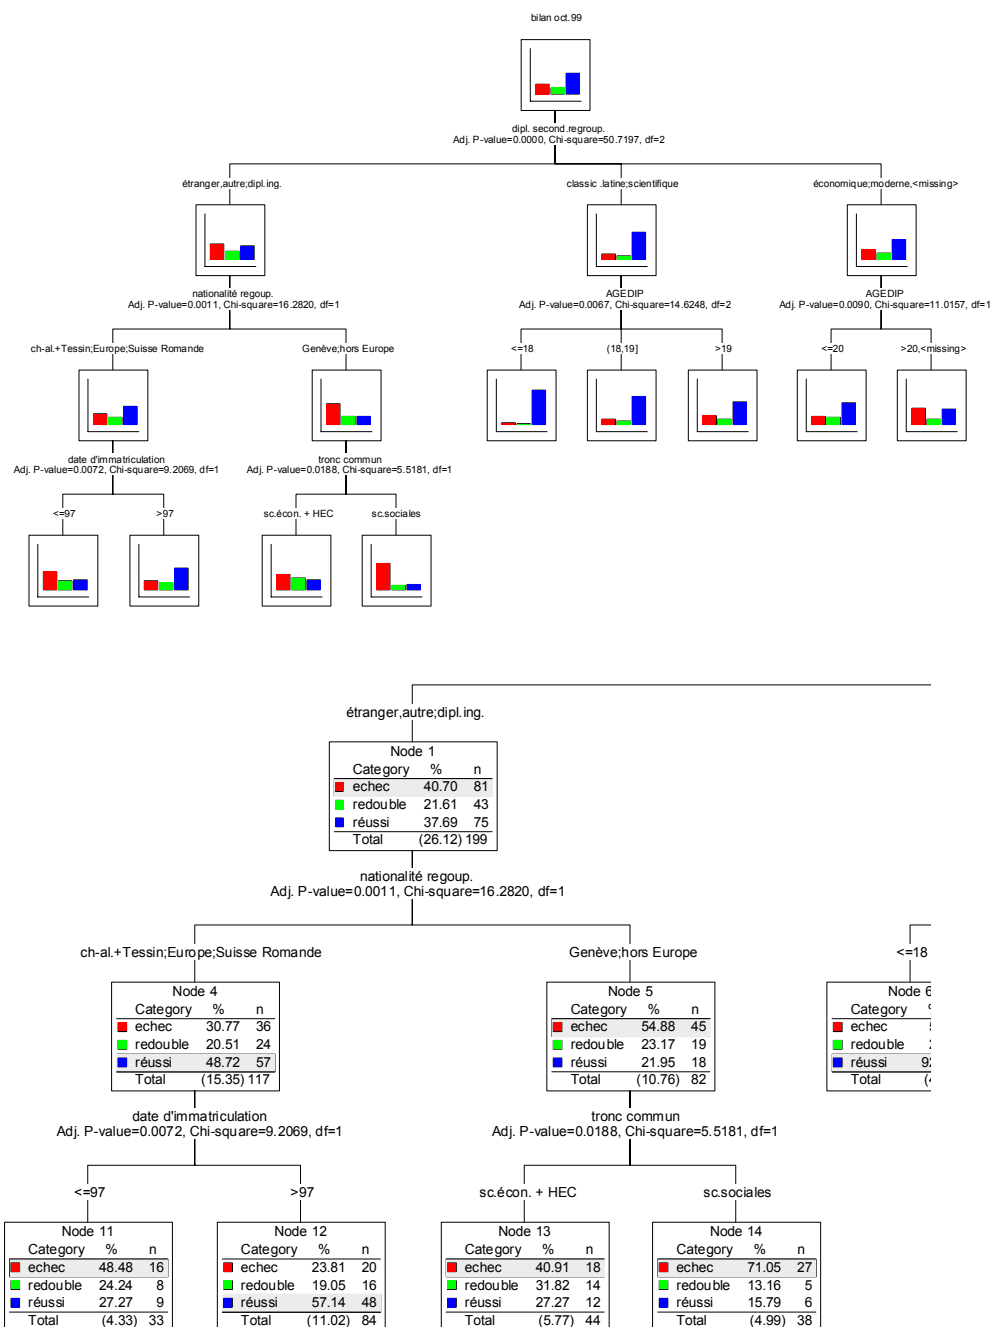 bilan oct.99
dipl. second.regroup.
Adj. P-value=0.0000, Chi-square=50.7197, df=2
étranger,autre;dipl.ing.
classic .latine;scientifique
économique;moderne,<missing>
nationalité regoup.
Adj. P-value=0.0011, Chi-square=16.2820, df=1
AGEDIP
Adj. P-value=0.0067, Chi-square=14.6248, df=2
AGEDIP
Adj. P-value=0.0090, Chi-square=11.0157, df=1
ch-al.+Tessin;Europe;Suisse Romande
Genève;hors Europe
<=18
(18,19]
>19
<=20
>20,<missing>
date d'immatriculation
Adj. P-value=0.0072, Chi-square=9.2069, df=1
tronc commun
Adj. P-value=0.0188, Chi-square=5.5181, df=1
<=97
>97
sc.écon. + HEC
sc.sociales
étranger,autre;dipl.ing.
Node 1
Category % n
echec 40.70 81
redouble 21.61 43
réussi 37.69 75
Total (26.12) 199
nationalité regoup.
Adj. P-value=0.0011, Chi-square=16.2820, df=1
ch-al.+Tessin;Europe;Suisse Romande
Genève;hors Europe
<=18
Node 4
Category % n
echec 30.77 36
redouble 20.51 24
réussi 48.72 57
Total (15.35) 117
Node 5
Category % n
echec 54.88 45
redouble 23.17 19
réussi 21.95 18
Total (10.76) 82
Node 6
Category
echec
redouble
réussi 92
Total
date d'immatriculation
Adj. P-value=0.0072, Chi-square=9.2069, df=1
tronc commun
Adj. P-value=0.0188, Chi-square=5.5181, df=1
<=97
>97
sc.écon. + HEC
sc.sociales
Node 11
Category % n
echec 48.48 16
redouble 24.24 8
réussi 27.27 9
Total (4.33) 33
Node 12
Category % n
echec 23.81 20
redouble 19.05 16
réussi 57.14 48
Total (11.02) 84
Node 13
Category % n
echec 40.91 18
redouble 31.82 14
réussi 27.27 12
Total (5.77) 44
Node 14
Category % n
echec 71.05 27
redouble 13.16 5
réussi 15.79 6
Total (4.99) 38